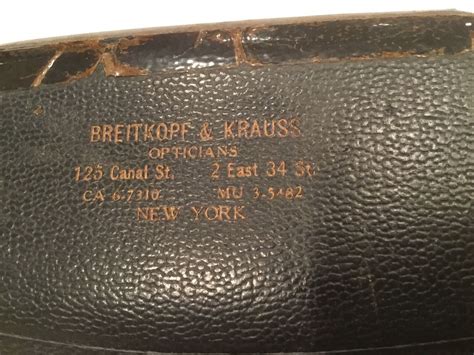 BREITKOPF & KRAUSS
OPTICIANS
125 Canal St. 2 East 34 St.
CA 6-7310 MU 3-5482
NEW YORK